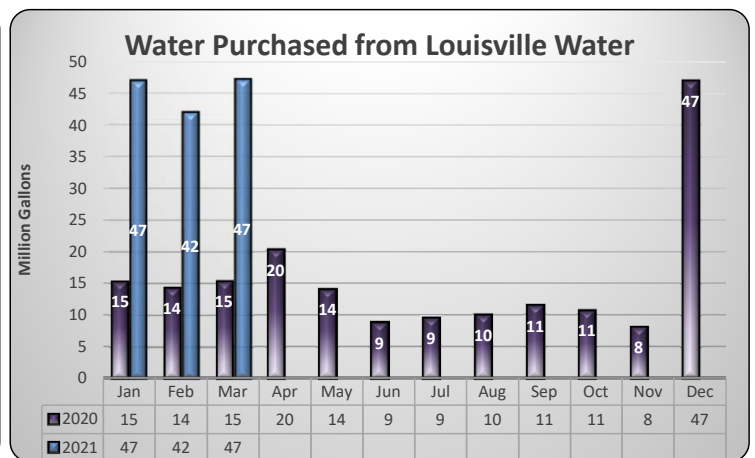 Water Purchased from Louisville Water
Million Gallons
50
45
40
35
30
25
20
15
10
5
0
15 47 14 42 15 47 20 14 9 9 10 11 11 8 47
Jan Feb Mar Apr May Jun Jul Aug Sep Oct Nov Dec
2020 15 14 15 20 14 9 9 10 11 11 8 47
2021 47 42 47